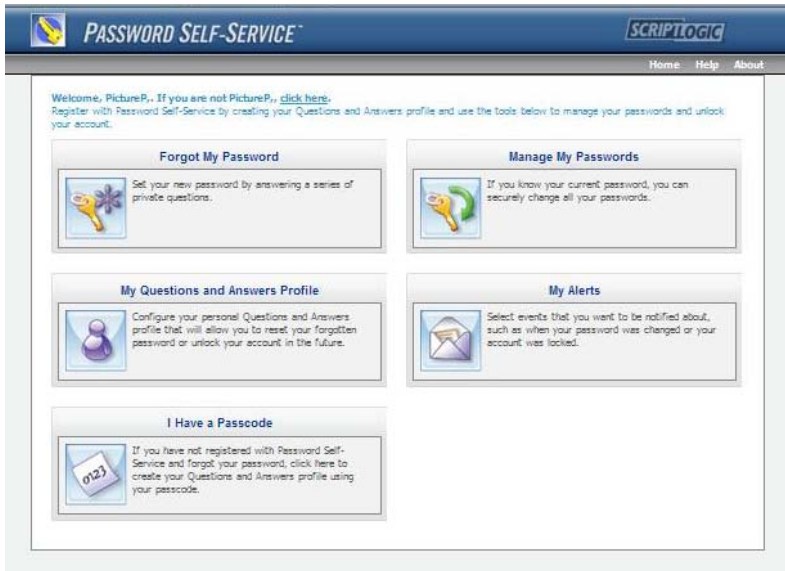 PASSWORD SELF-SERVICE™
SCRIPTLOGIC
Home Help About
Welcome, PictureP,. If you are not PictureP,, click here.
Register with Password Self-Service by creating your Questions and Answers profile and use the tools below to manage your passwords and unlock
your account.
Forgot My Password
Set your new password by answering a series of
private questions.
Manage My Passwords
If you know your current password, you can
securely change all your passwords.
My Questions and Answers Profile
Configure your personal Questions and Answers
profile that will allow you to reset your forgotten
password or unlock your account in the future.
My Alerts
Select events that you want to be notified about,
such as when your password was changed or your
account was locked.
I Have a Passcode
0123
If you have not registered with Password Self-
Service and forgot your password, click here to
create your Questions and Answers profile using
your passcode.